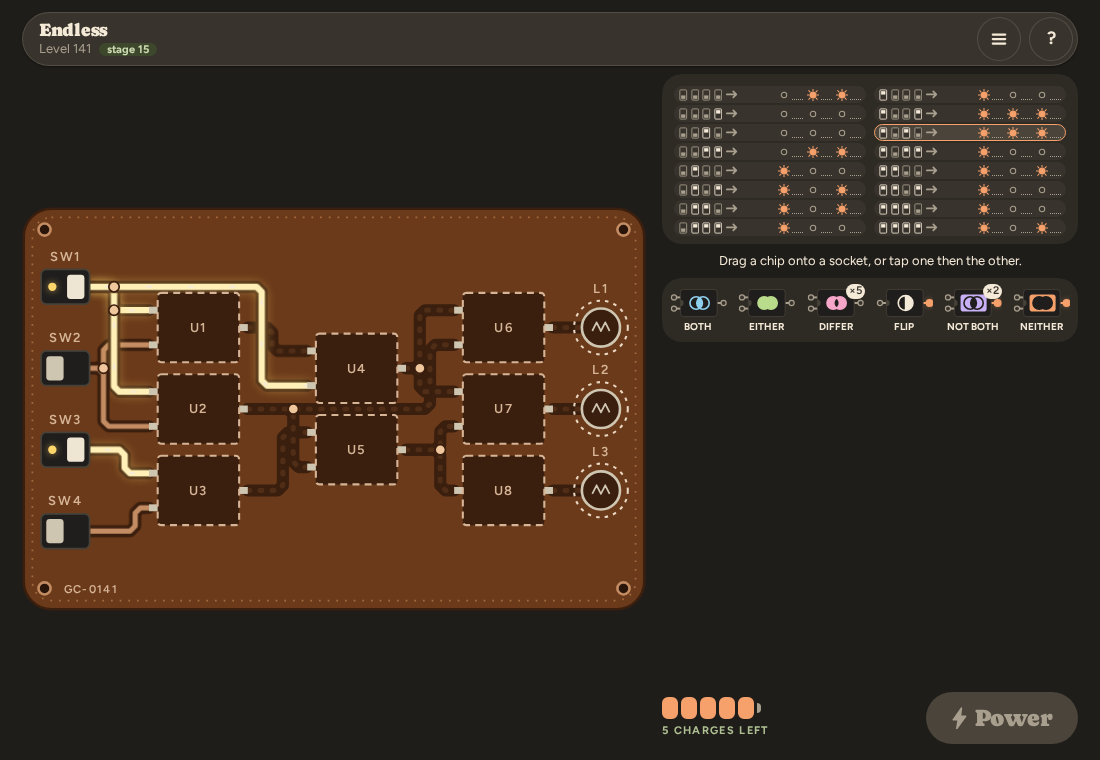 Endless
Level 141 stage 15
?
SW1
SW2
SW3
SW4
U1
U2
U3
U4
U5
U6
U7
U8
L1
L2
L3
GC-0141
Drag a chip onto a socket, or tap one then the other.
×5
×2
BOTH EITHER DIFFER FLIP NOT BOTH NEITHER
5 CHARGES LEFT
Power